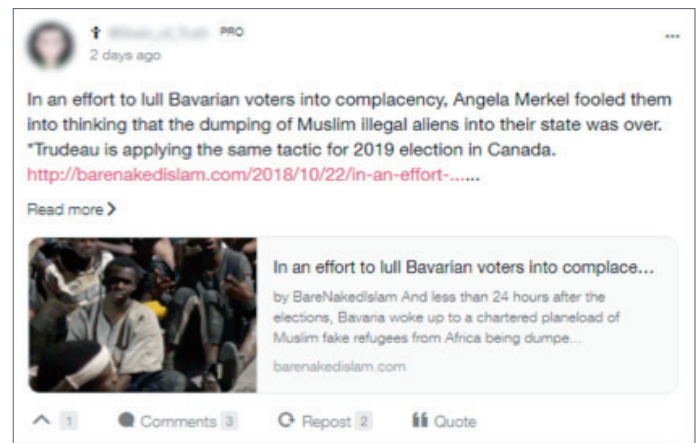 PRO
2 days ago
In an effort to lull Bavarian voters into complacency, Angela Merkel fooled them
into thinking that the dumping of Muslim illegal aliens into their state was over.
*Trudeau is applying the same tactic for 2019 election in Canada.
http://barenakedislam.com/2018/10/22/in-an-effort-......
Read more
In an effort to lull Bavarian voters into complace...
by BareNakedIslam And less than 24 hours after the
elections, Bavaria woke up to a chartered planeload of
Muslim fake refugees from Africa being dumpe...
barenakedislam.com
1 Comments 3 Repost 2 Quote